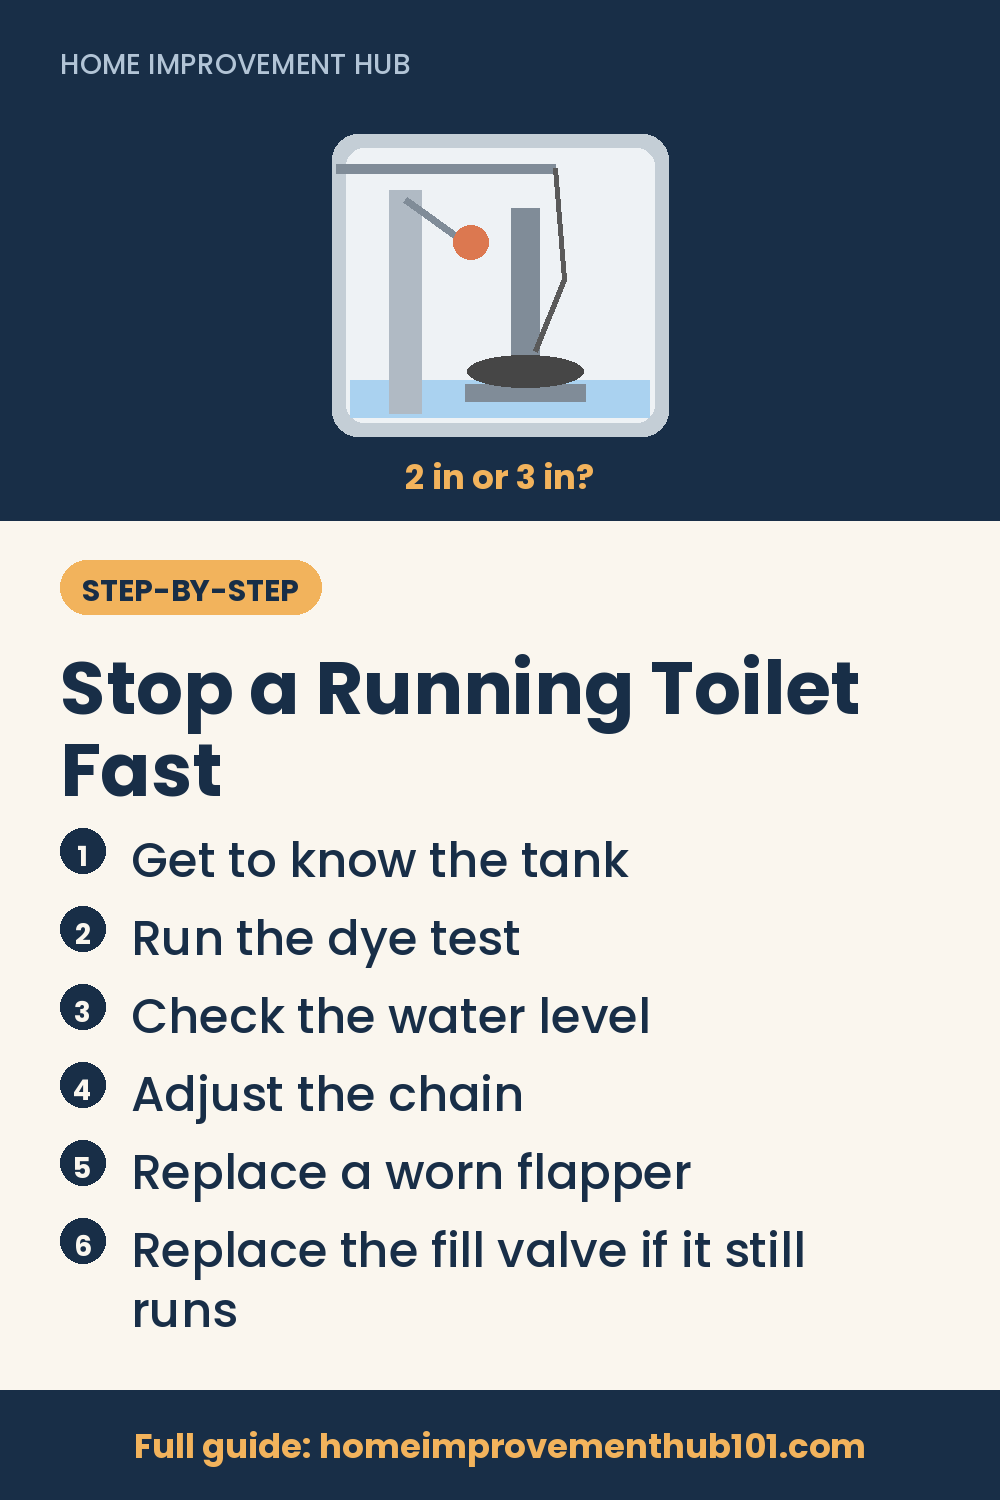 HOME IMPROVEMENT HUB
2 in or 3 in?
STEP-BY-STEP
Stop a Running Toilet
Fast
1 Get to know the tank
2 Run the dye test
3 Check the water level
4 Adjust the chain
5 Replace a worn flapper
6 Replace the fill valve if it still
runs
Full guide: homeimprovementhub101.com